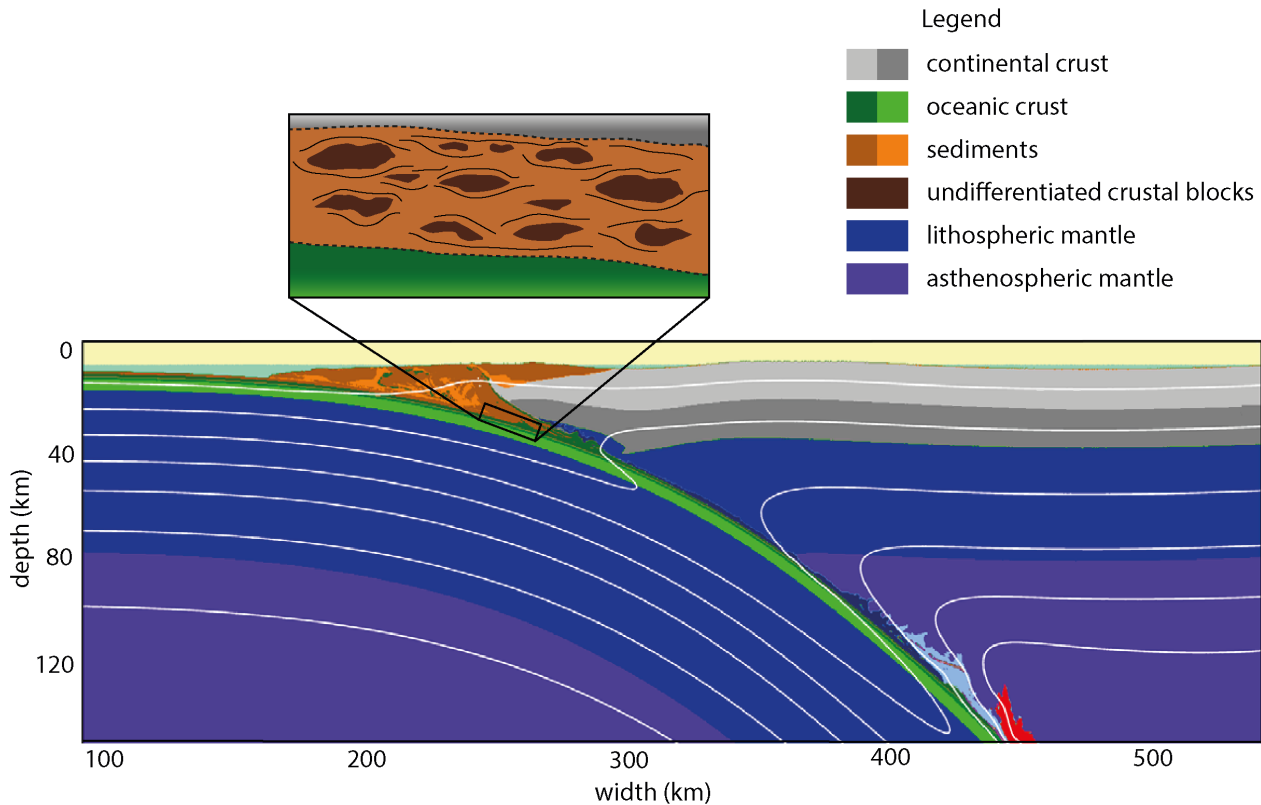 Legend
continental crust
oceanic crust
sediments
undifferentiated crustal blocks
lithospheric mantle
asthenospheric mantle
0
40
80
120
depth (km)
100
200
300
400
500
width (km)